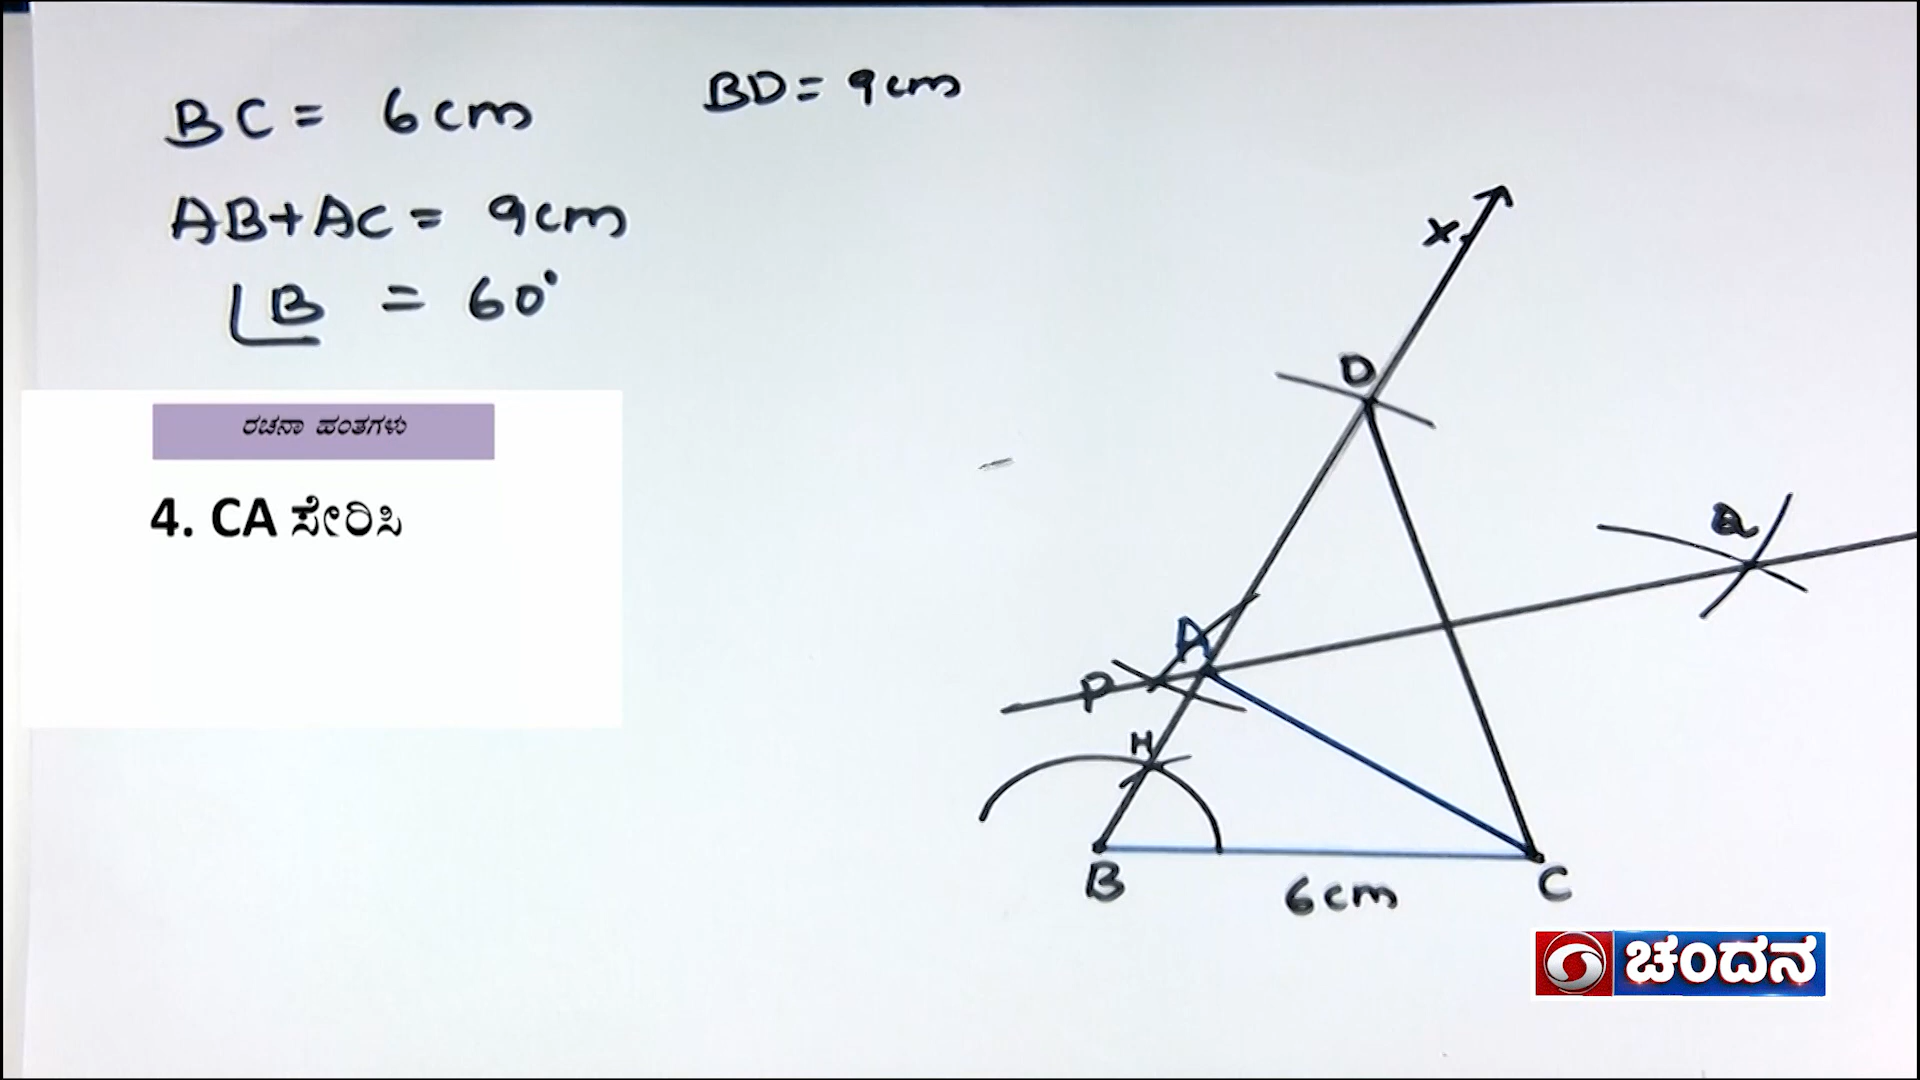 BC = 6cm
BD = 9cm
AB+AC = 9cm
∠B = 60°
ರಚನಾ ಹಂತಗಳು
4. CA ಸೇರಿಸಿ
X
D
Q
A
P
H
B
6cm
C
ಚಂದನ